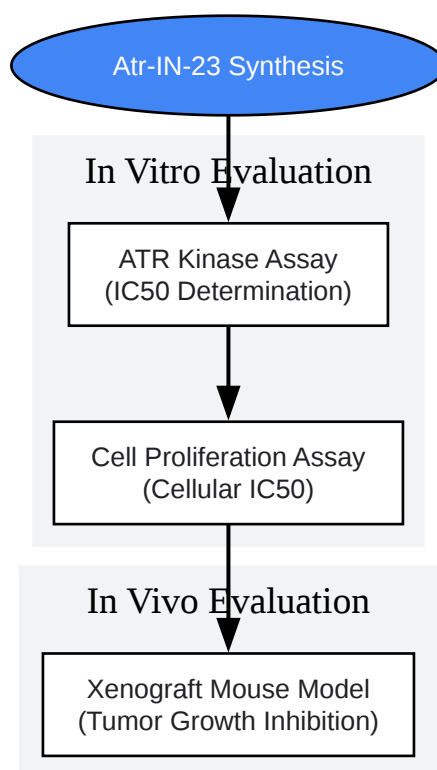 Atr-IN-23 Synthesis
In Vitro Evaluation
ATR Kinase Assay
(IC50 Determination)
Cell Proliferation Assay
(Cellular IC50)
In Vivo Evaluation
Xenograft Mouse Model
(Tumor Growth Inhibition)